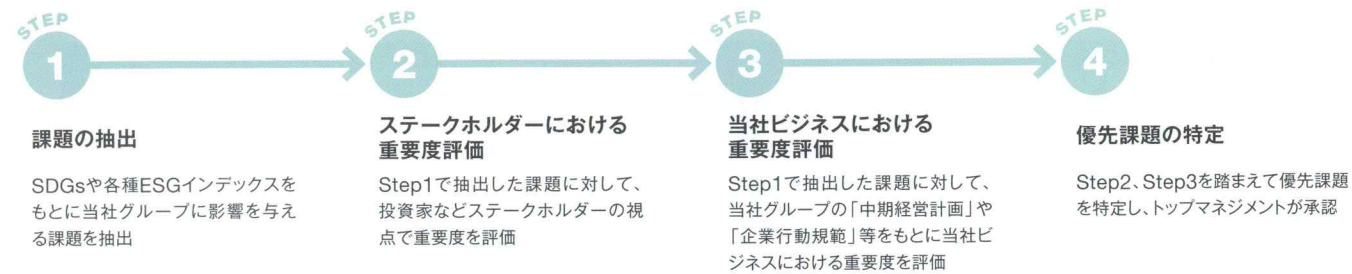 STEP
1
課題の抽出
SDGsや各種ESGインデックスを
もとに当社グループに影響を与え
る課題を抽出
STEP
2
ステークホルダーにおける
重要度評価
Step1で抽出した課題に対して、
投資家などステークホルダーの視
点で重要度を評価
STEP
3
当社ビジネスにおける
重要度評価
Step1で抽出した課題に対して、
当社グループの「中期経営計画」や
「企業行動規範」等をもとに当社ビ
ジネスにおける重要度を評価
STEP
4
優先課題の特定
Step2、Step3を踏まえて優先課題
を特定し、トップマネジメントが承認